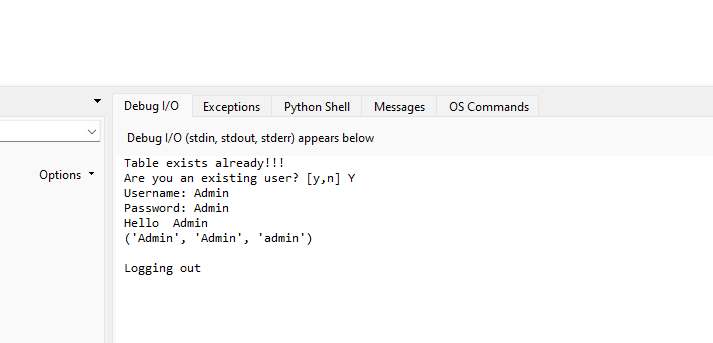 Debug I/O Exceptions Python Shell Messages OS Commands
Debug I/O (stdin, stdout, stderr) appears below
Options
Table exists already!!!
Are you an existing user? [y,n] Y
Username: Admin
Password: Admin
Hello  Admin
('Admin', 'Admin', 'admin')
Logging out